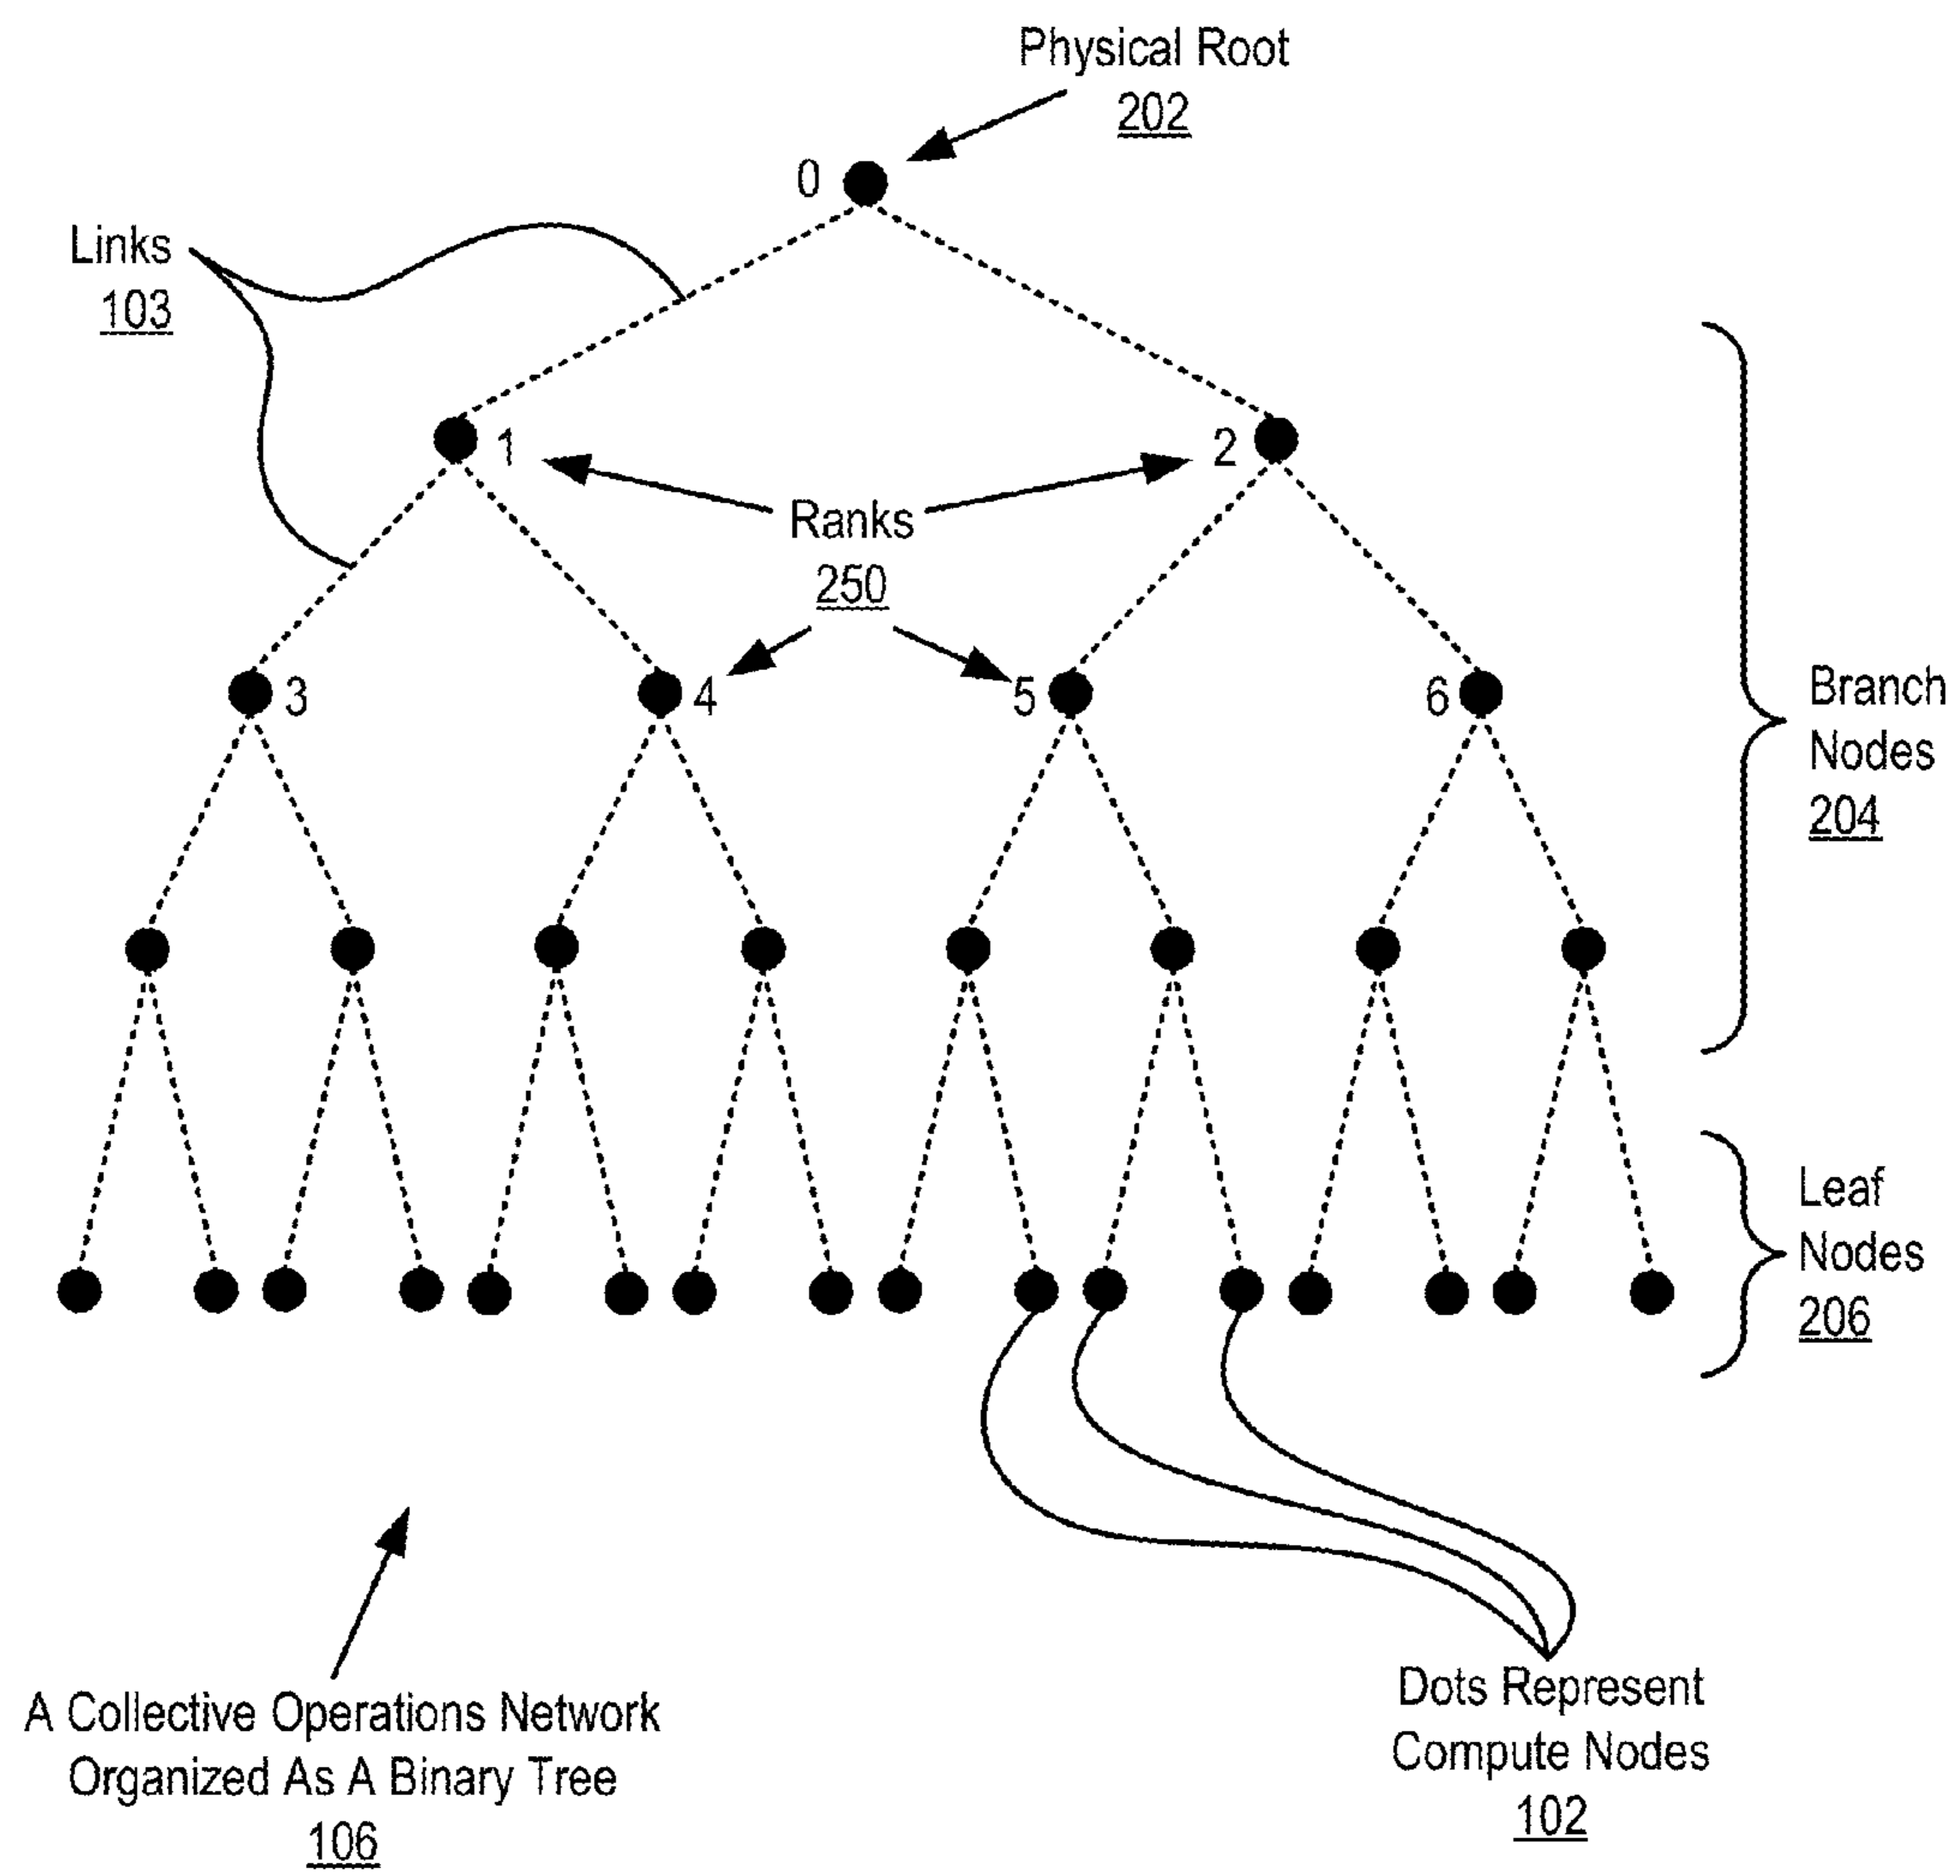 Physical Root
202
0
Links
103
1
2
Ranks
250
3
4
5
6
Branch
Nodes
204
Leaf
Nodes
206
A Collective Operations Network
Organized As A Binary Tree
106
Dots Represent
Compute Nodes
102